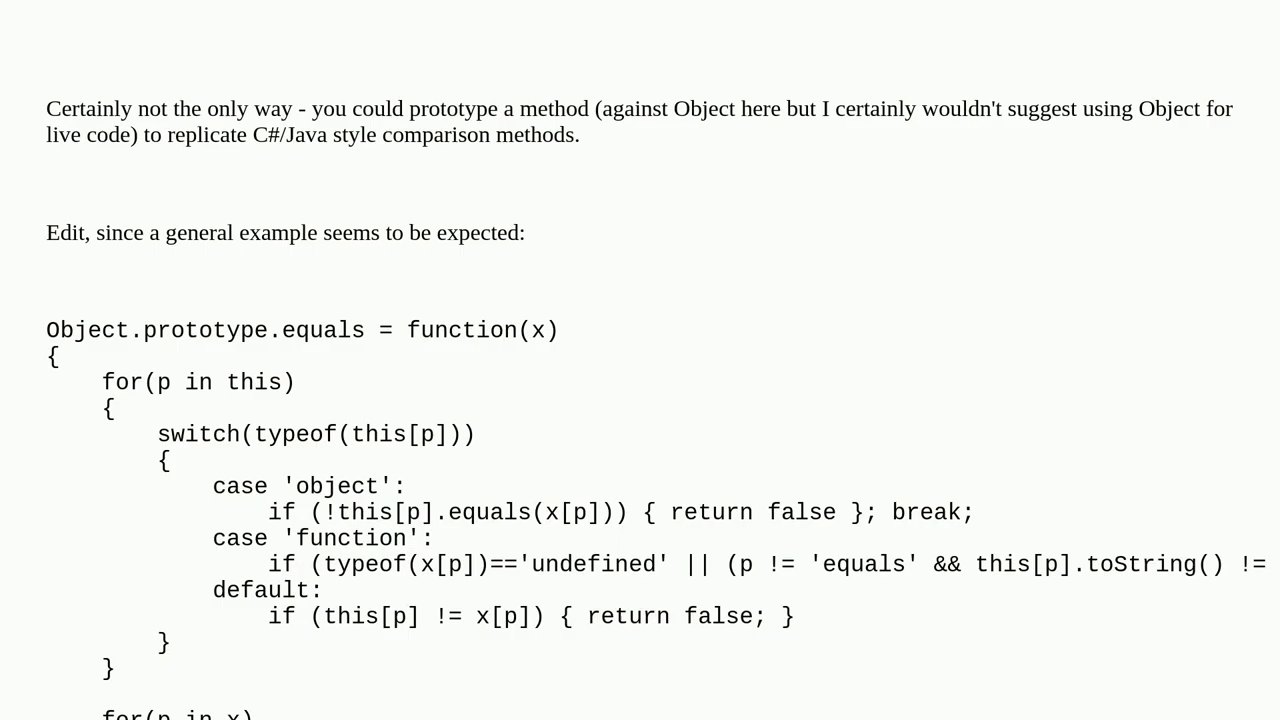 Certainly not the only way - you could prototype a method (against Object here but I certainly wouldn't suggest using Object for
live code) to replicate C#/Java style comparison methods.
Edit, since a general example seems to be expected:
Object.prototype.equals = function(x)
{
    for(p in this)
    {
        switch(typeof(this[p]))
        {
            case 'object':
                if (!this[p].equals(x[p])) { return false }; break;
            case 'function':
                if (typeof(x[p])=='undefined' || (p != 'equals' && this[p].toString() !=
            default:
                if (this[p] != x[p]) { return false; }
        }
    }
    for(p in x)